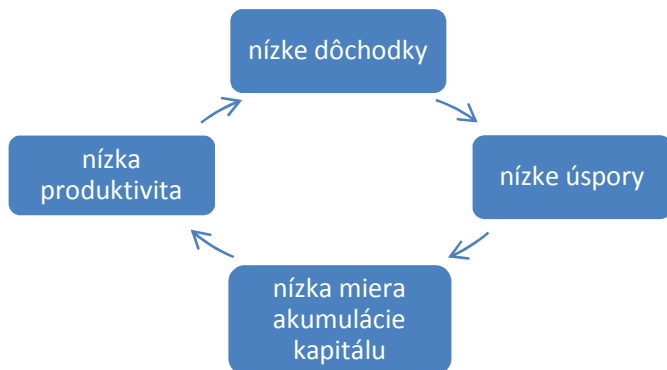 nízke dôchodky
nízke úspory
nízka miera
akumulácie
kapitálu
nízka
produktivita